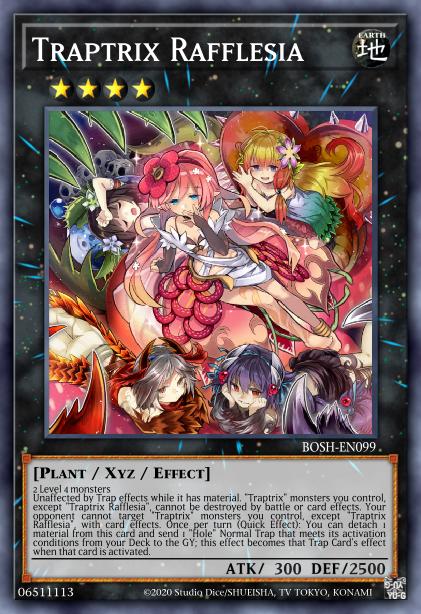 TRAPTRIX RAFFLESIA
EARTH
地
BOSH-EN099
[PLANT / XYZ / EFFECT]
2 Level 4 monsters
Unaffected by Trap effects while it has material. "Traptrix" monsters you control,
except "Traptrix Rafflesia", cannot be destroyed by battle or card effects. Your
opponent cannot target "Traptrix" monsters you control, except "Traptrix
Rafflesia", with card effects. Once per turn (Quick Effect): You can detach 1
material from this card and send 1 "Hole" Normal Trap that meets its activation
conditions from your Deck to the GY; this effect becomes that Trap Card's effect
when that card is activated.
ATK/ 300 DEF/2500
06511113
©2020 Studio Dice/SHUEISHA, TV TOKYO, KONAMI